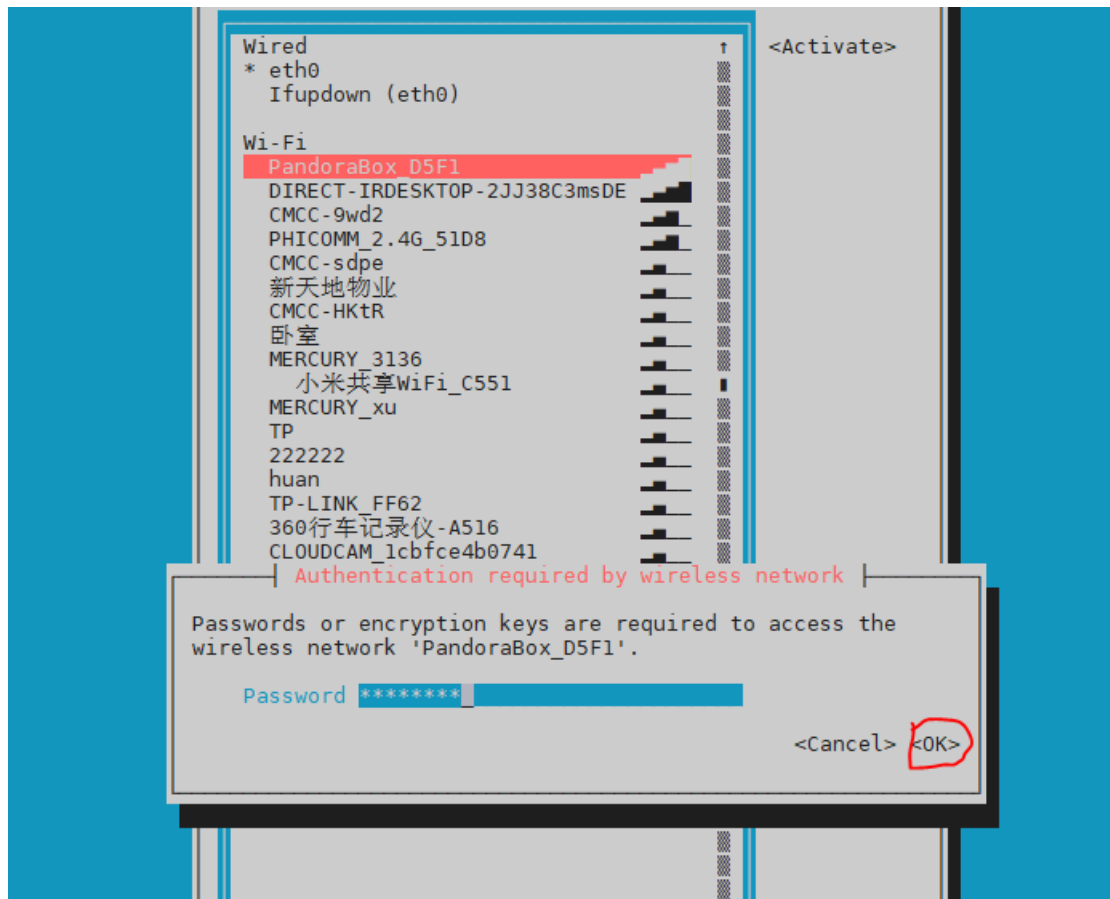 Wired
<Activate>
* eth0
Ifupdown (eth0)
Wi-Fi
PandoraBox_D5F1
DIRECT-IRDESKTOP-2JJ38C3msDE
CMCC-9wd2
PHICOMM_2.4G_51D8
CMCC-sdpe
新天地物业
CMCC-HKtR
卧室
MERCURY_3136
小米共享WiFi_C551
MERCURY_xu
TP
222222
huan
TP-LINK_FF62
360行车记录仪-A516
CLOUDCAM_1cbfce4b0741
Authentication required by wireless network
Passwords or encryption keys are required to access the
wireless network 'PandoraBox_D5F1'.
Password ********_
<Cancel> <OK>